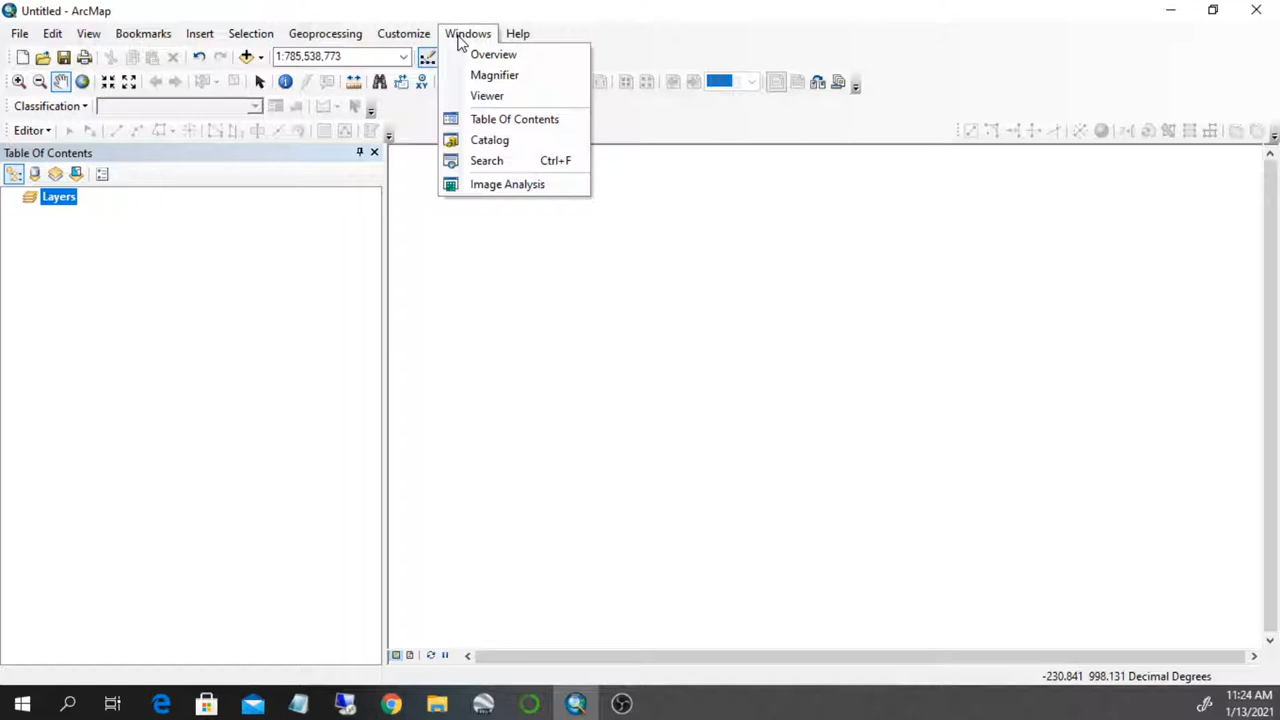 Untitled - ArcMap
File Edit View Bookmarks Insert Selection Geoprocessing Customize Windows Help
1:785,538,773
Classification
Editor
Table Of Contents
Layers
Overview
Magnifier
Viewer
Table Of Contents
Catalog
Search Ctrl+F
Image Analysis
-230.841 998.131 Decimal Degrees
11:24 AM
1/13/2021